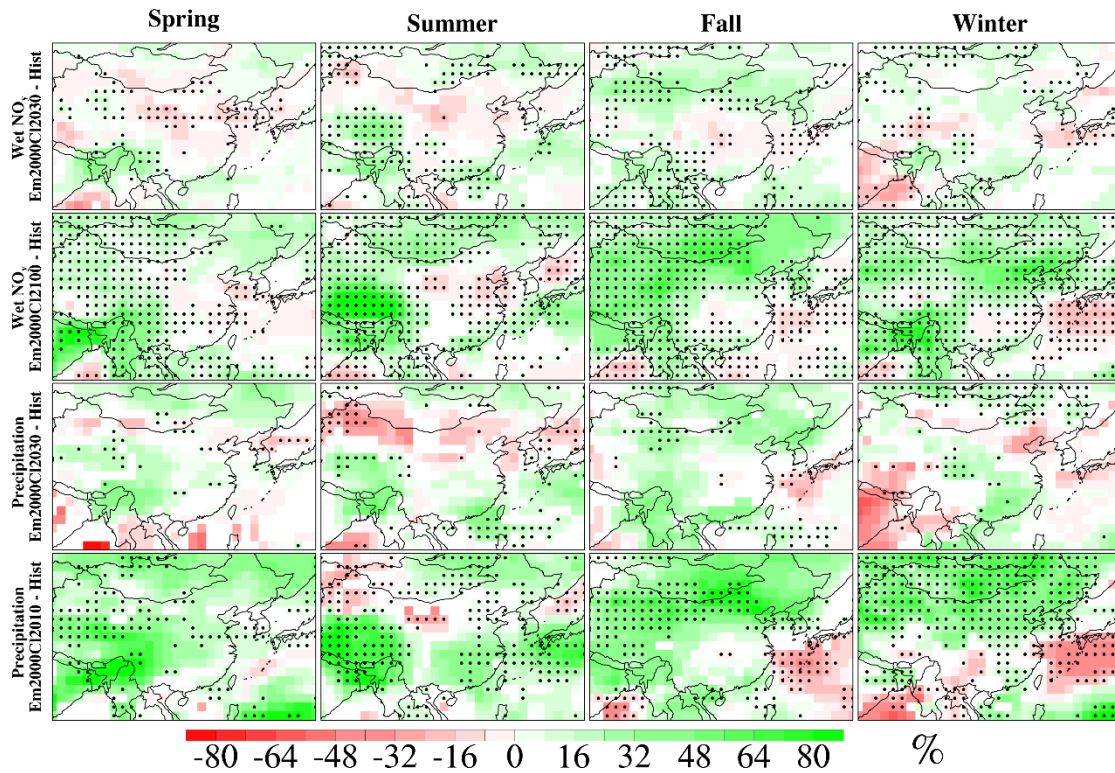 Spring Summer Fall Winter
Wet NOy
Em2000Cl2030 - Hist
Wet NOy
Em2000Cl2100 - Hist
Precipitation
Em2000Cl2030 - Hist
Precipitation
Em2000Cl2010 - Hist
-80 -64 -48 -32 -16 0 16 32 48 64 80 %